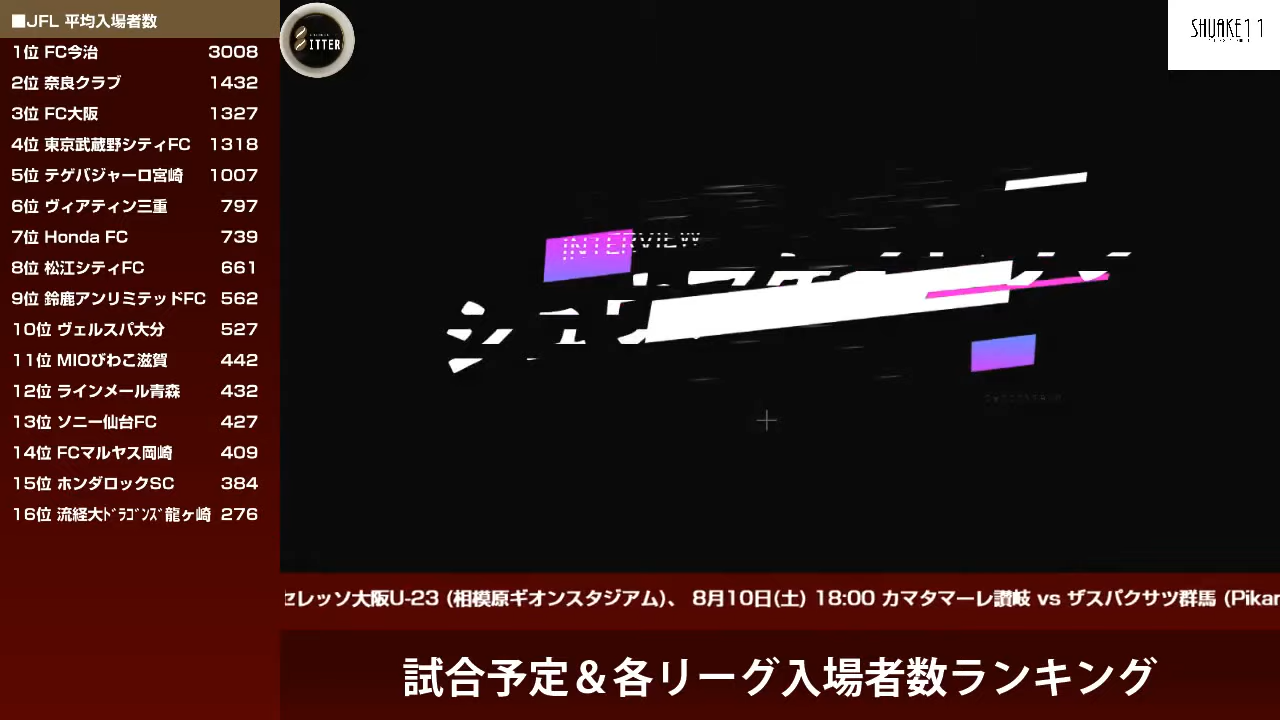 ■JFL 平均入場者数
1位 FC今治 3008
2位 奈良クラブ 1432
3位 FC大阪 1327
4位 東京武蔵野シティFC 1318
5位 テゲバジャーロ宮崎 1007
6位 ヴィアティン三重 797
7位 Honda FC 739
8位 松江シティFC 661
9位 鈴鹿アンリミテッドFC 562
10位 ヴェルスパ大分 527
11位 MIOびわこ滋賀 442
12位 ラインメール青森 432
13位 ソニー仙台FC 427
14位 FCマルヤス岡崎 409
15位 ホンダロックSC 384
16位 流経大ﾄﾞﾗｺﾞﾝｽﾞ龍ヶ崎 276
ITTER
SHUAKE11
INTERVIEW
セレッソ大阪U-23 (相模原ギオンスタジアム)、 8月10日(土) 18:00 カマタマーレ讃岐 vs ザスパクサツ群馬 (Pikar
試合予定＆各リーグ入場者数ランキング